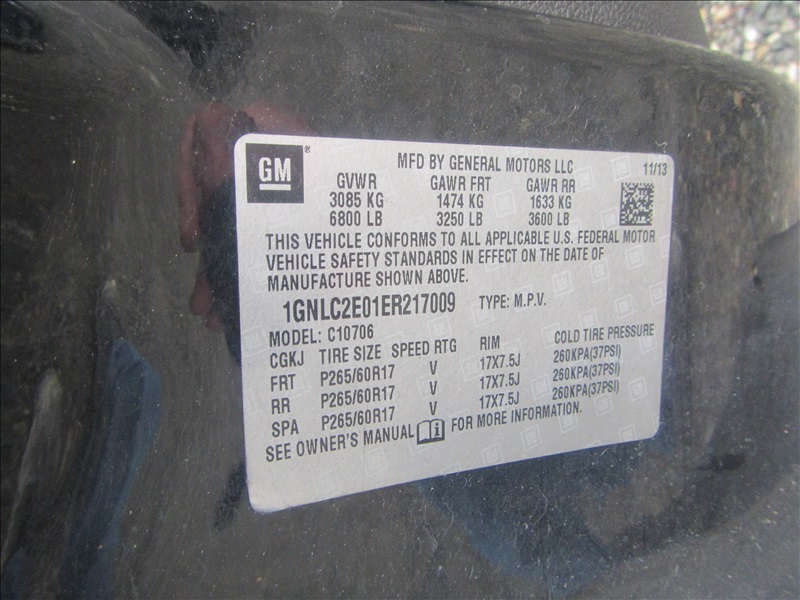 GM ® MFD BY GENERAL MOTORS LLC 11/13
GVWR GAWR FRT GAWR RR
3085 KG 1474 KG 1633 KG
6800 LB 3250 LB 3600 LB
THIS VEHICLE CONFORMS TO ALL APPLICABLE U.S. FEDERAL MOTOR
VEHICLE SAFETY STANDARDS IN EFFECT ON THE DATE OF
MANUFACTURE SHOWN ABOVE.
1GNLC2E01ER217009 TYPE: M.P.V.
MODEL: C10706
CGKJ TIRE SIZE SPEED RTG RIM COLD TIRE PRESSURE
FRT P265/60R17 V 17X7.5J 260KPA(37PSI)
RR P265/60R17 V 17X7.5J 260KPA(37PSI)
SPA P265/60R17 V 17X7.5J 260KPA(37PSI)
SEE OWNER'S MANUAL i FOR MORE INFORMATION.